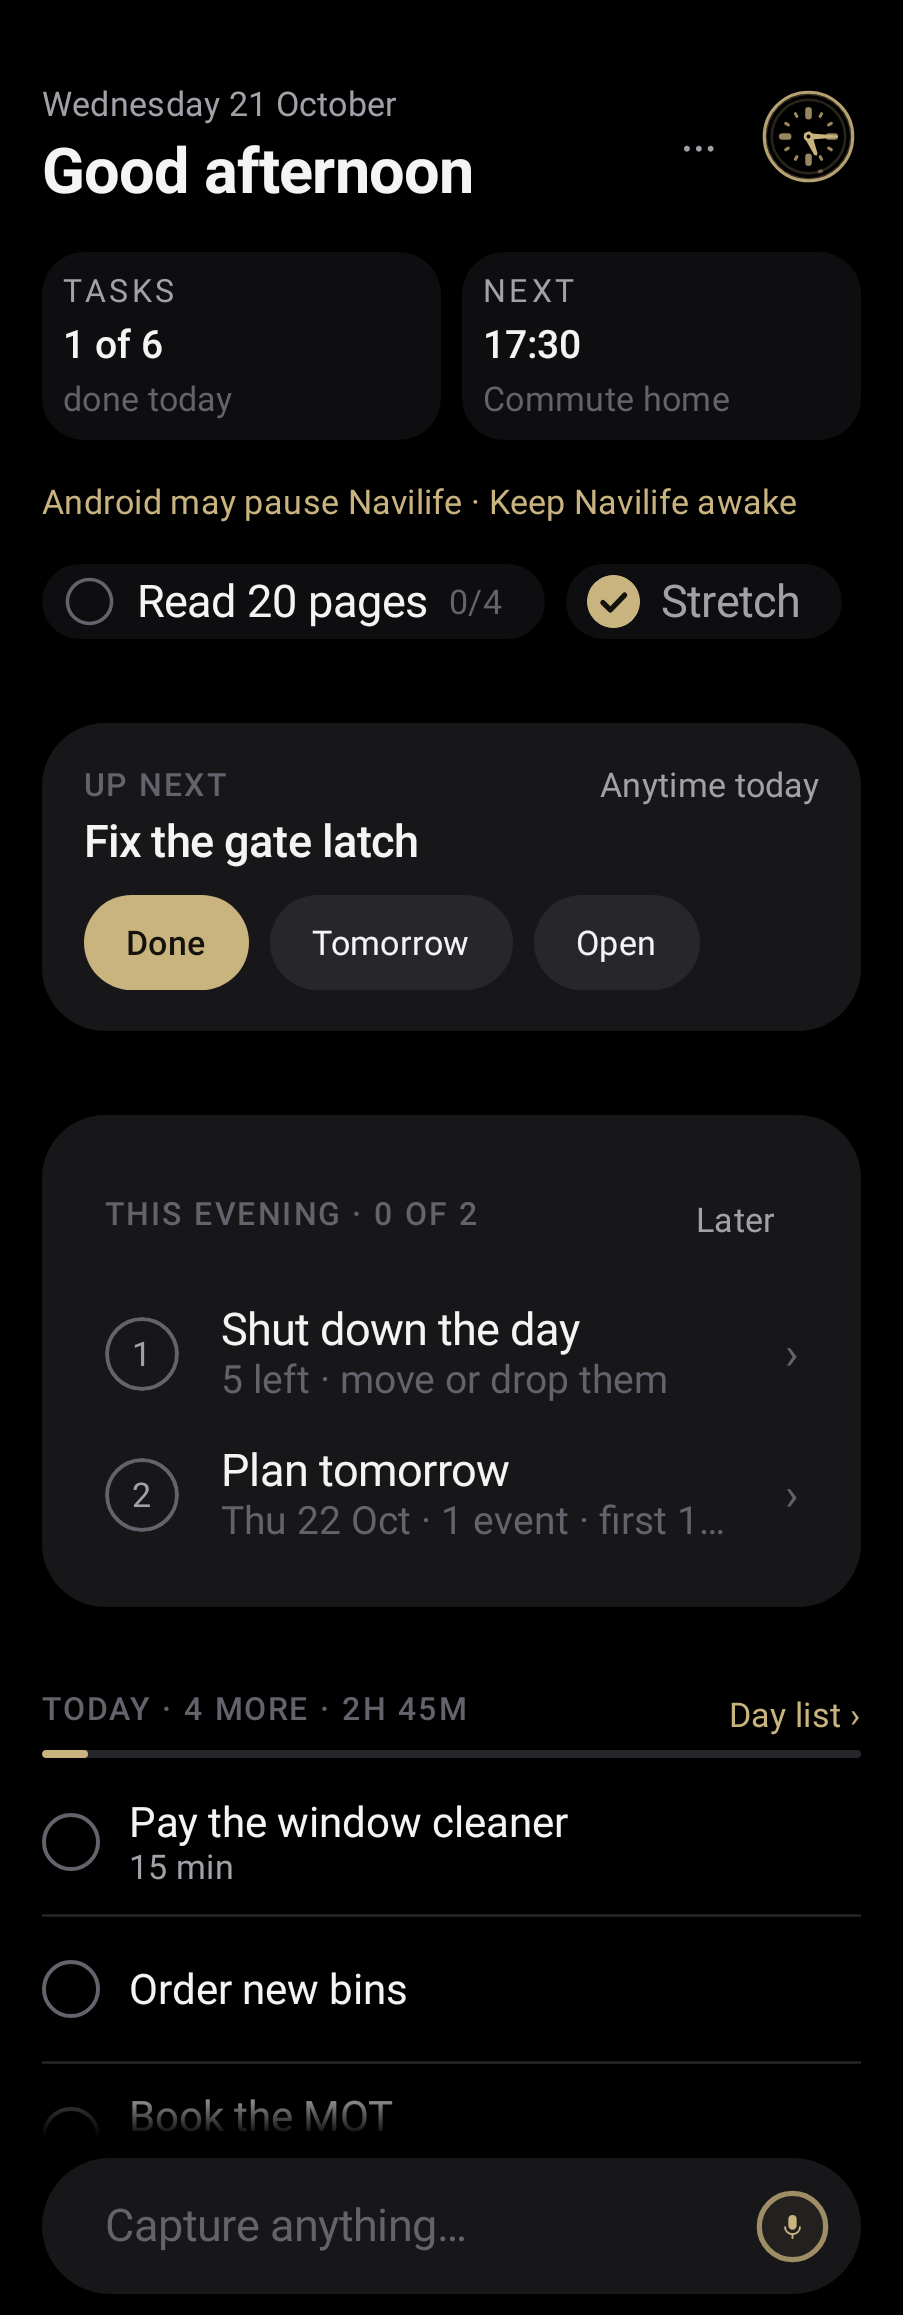 Wednesday 21 October
Good afternoon
...
TASKS
1 of 6
done today
NEXT
17:30
Commute home
Android may pause Navilife · Keep Navilife awake
Read 20 pages 0/4
Stretch
UP NEXT
Anytime today
Fix the gate latch
Done
Tomorrow
Open
THIS EVENING · 0 OF 2
Later
1
Shut down the day
5 left · move or drop them
›
2
Plan tomorrow
Thu 22 Oct · 1 event · first 1...
›
TODAY · 4 MORE · 2H 45M
Day list ›
Pay the window cleaner
15 min
Order new bins
Book the MOT
Capture anything...